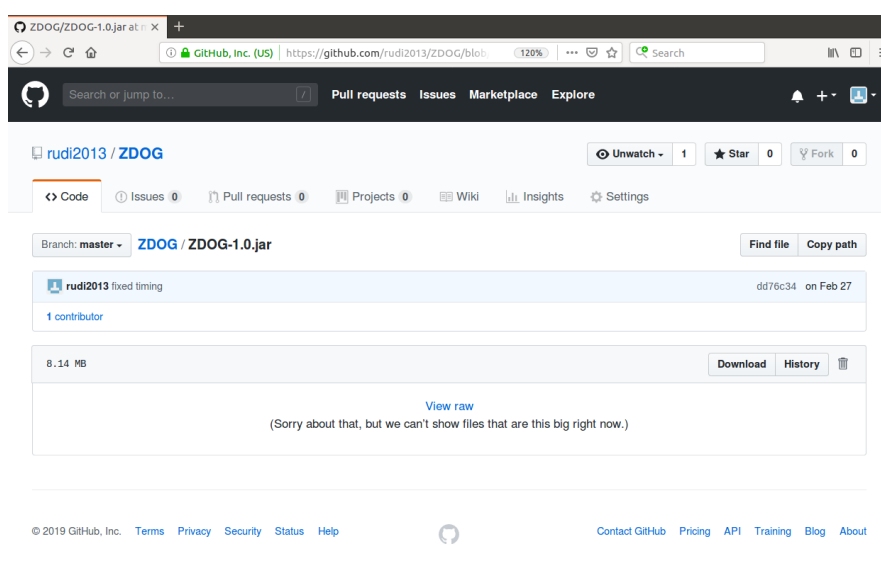 ZDOG/ZDOG-1.0.jar at
GitHub, Inc. (US) https://github.com/rudi2013/ZDOG/blob 120% Search
Search or jump to... / Pull requests Issues Marketplace Explore
rudi2013 / ZDOG Unwatch 1 Star 0 Fork 0
Code Issues 0 Pull requests 0 Projects 0 Wiki Insights Settings
Branch: master ZDOG / ZDOG-1.0.jar Find file Copy path
rudi2013 fixed timing dd76c34 on Feb 27
1 contributor
8.14 MB Download History
View raw
(Sorry about that, but we can't show files that are this big right now.)
© 2019 GitHub, Inc. Terms Privacy Security Status Help Contact GitHub Pricing API Training Blog About